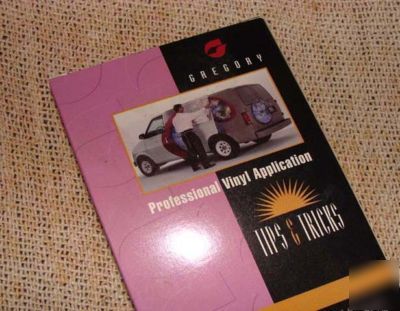 GREGORY
Professional Vinyl Application
TIPS & TRICKS